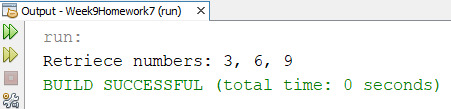 Output - Week9Homework7 (run) ×
run:
Retriece numbers: 3, 6, 9
BUILD SUCCESSFUL (total time: 0 seconds)